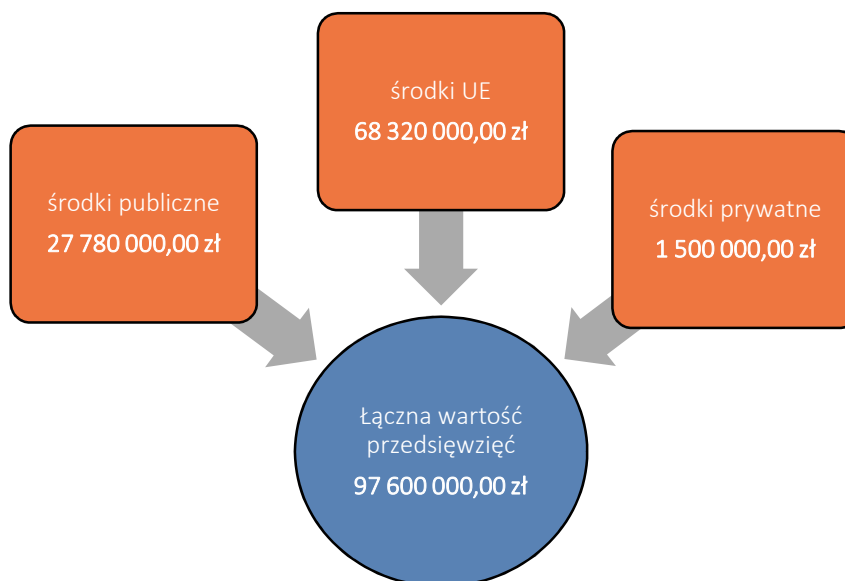 środki UE
68 320 000,00 zł
środki publiczne
27 780 000,00 zł
środki prywatne
1 500 000,00 zł
Łączna wartość
przedsięwzięć
97 600 000,00 zł